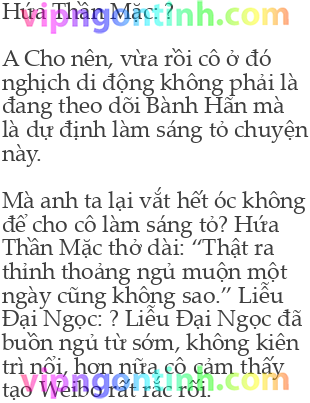 vipngontinh.com
Hứa Thần Mặc: ?
A Cho nên, vừa rồi cô ở đó
nghịch di động không phải là
đang theo dõi Bành Hãn mà
là dự định làm sáng tỏ chuyện
này.
Mà anh ta lại vắt hết óc không
để cho cô làm sáng tỏ? Hứa
Thần Mặc thở dài: “Thật ra
thỉnh thoảng ngủ muộn một
ngày cũng không sao.” Liễu
Đại Ngọc: ? Liễu Đại Ngọc đã
buồn ngủ từ sớm, không kiên
trì nổi, hơn nữa cô cảm thấy
tạo Weibo rất rắc rối.
vipngontinh.com